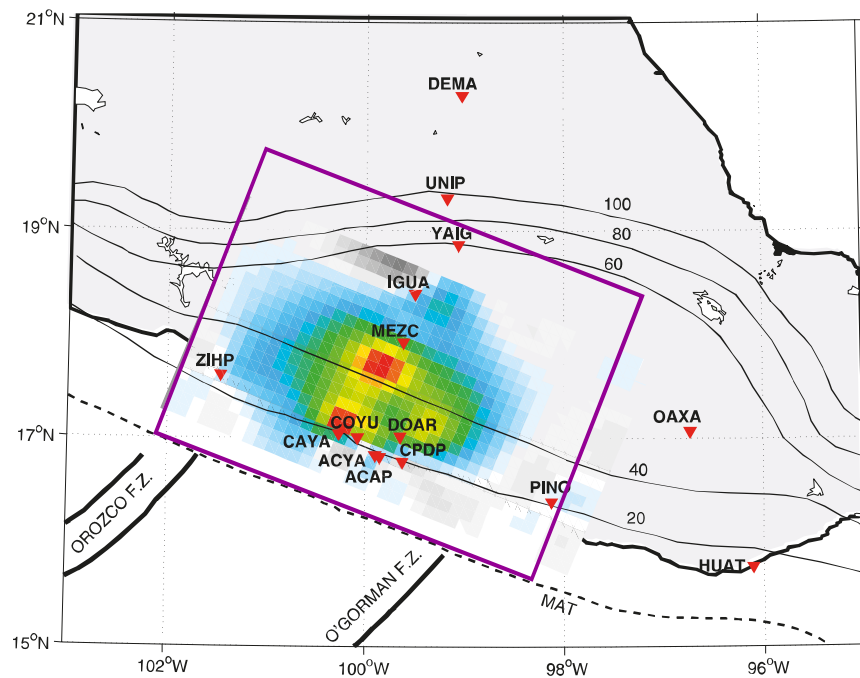 21°N
DEMA
UNIP
100
19°N
YAIG
80
60
IGUA
MEZC
ZIHP
OAXA
17°N
COYU
DOAR
CAYA
CPDP
ACYA
ACAP
40
PINO
20
OROZCO F.Z.
HUAT
O'GORMAN F.Z.
MAT
15°N
102°W
100°W
98°W
96°W